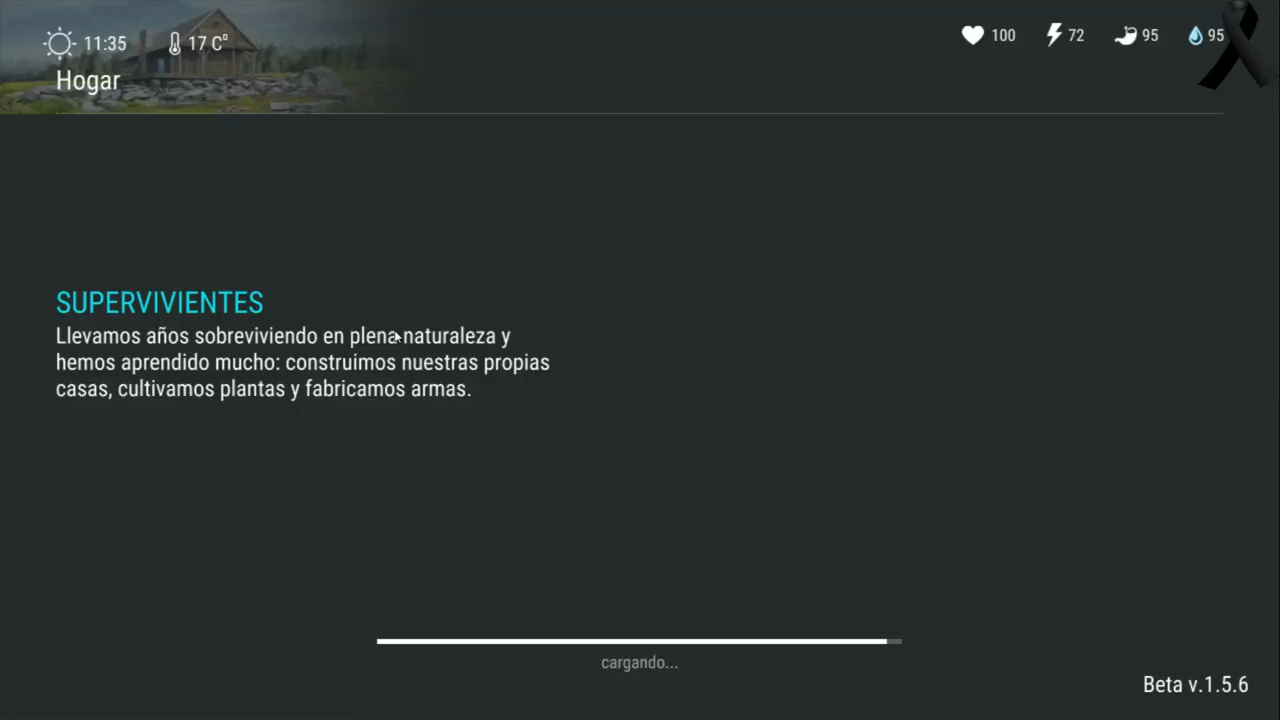 11:35 17 C°
100 72 95 95
Hogar
SUPERVIVIENTES
Llevamos años sobreviviendo en plena naturaleza y
hemos aprendido mucho: construimos nuestras propias
casas, cultivamos plantas y fabricamos armas.
cargando...
Beta v.1.5.6